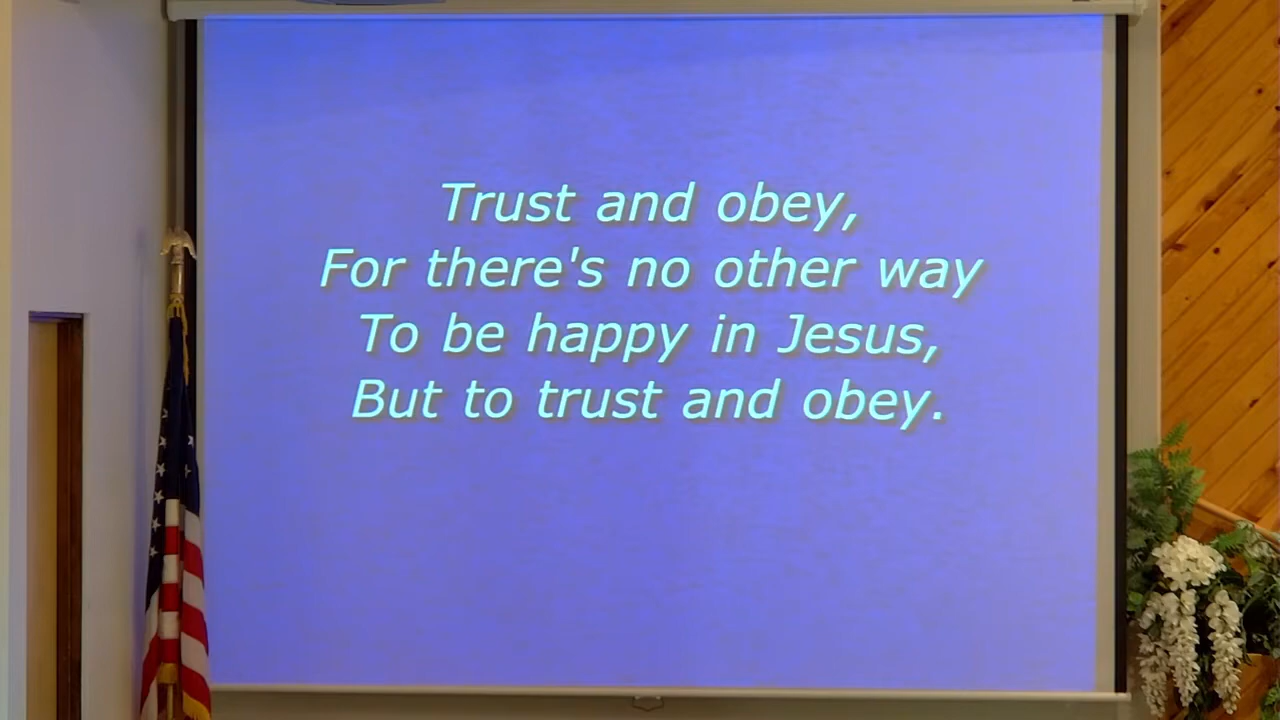 Trust and obey,
For there's no other way
To be happy in Jesus,
But to trust and obey.